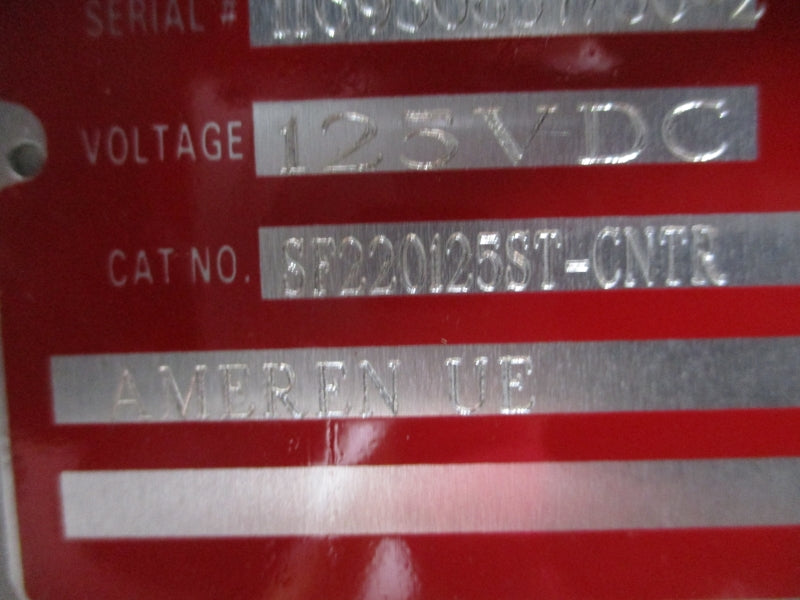 SERIAL #
VOLTAGE 125VDC
CAT NO. SF220125ST-CNTR
AMEREN UE